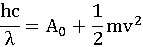 hc/λ = A₀ + 1/2 mv²